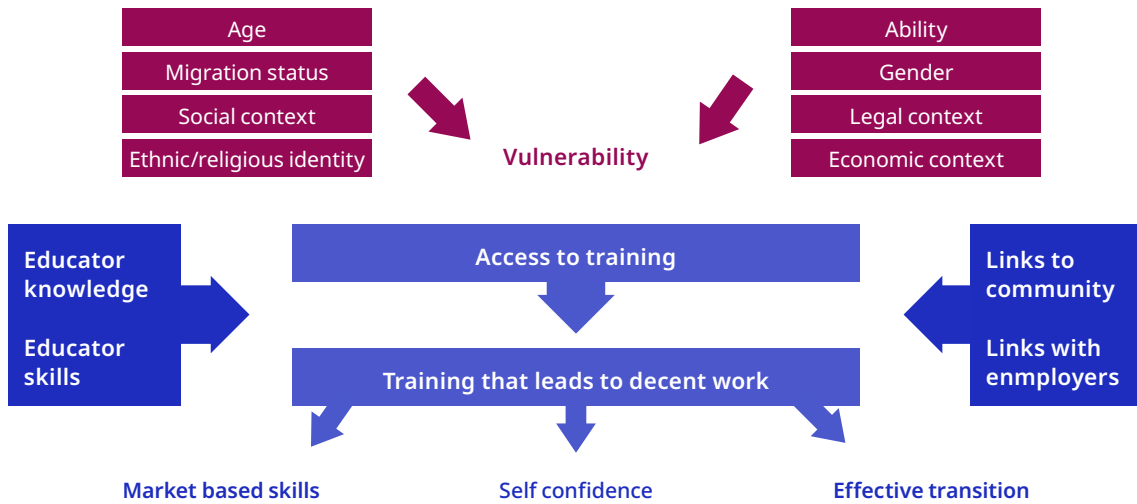 Age
Migration status
Social context
Ethnic/religious identity
Ability
Gender
Legal context
Economic context
Vulnerability
Educator
knowledge
Educator
skills
Access to training
Training that leads to decent work
Links to
community
Links with
enmployers
Market based skills
Self confidence
Effective transition